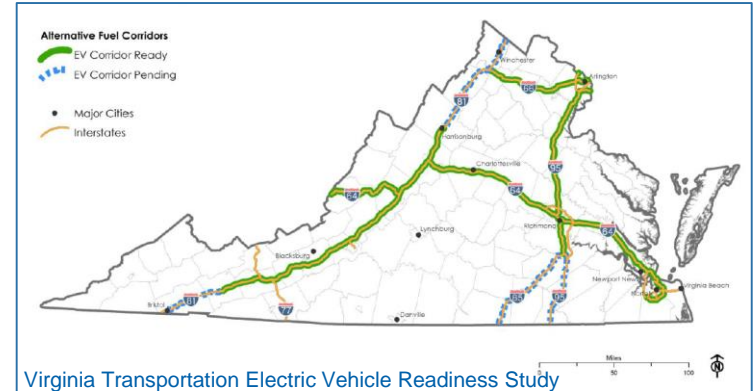 Alternative Fuel Corridors
EV Corridor Ready
EV Corridor Pending
Major Cities
Interstates
Winchester
Arlington
66
81
Harrisonburg
95
Charlottesville
64
64
Richmond
64
Lynchburg
Blacksburg
Newport News
Norfolk
Virginia Beach
Bristol
81
77
Danville
85
95
Miles
0 50 100
N
Virginia Transportation Electric Vehicle Readiness Study